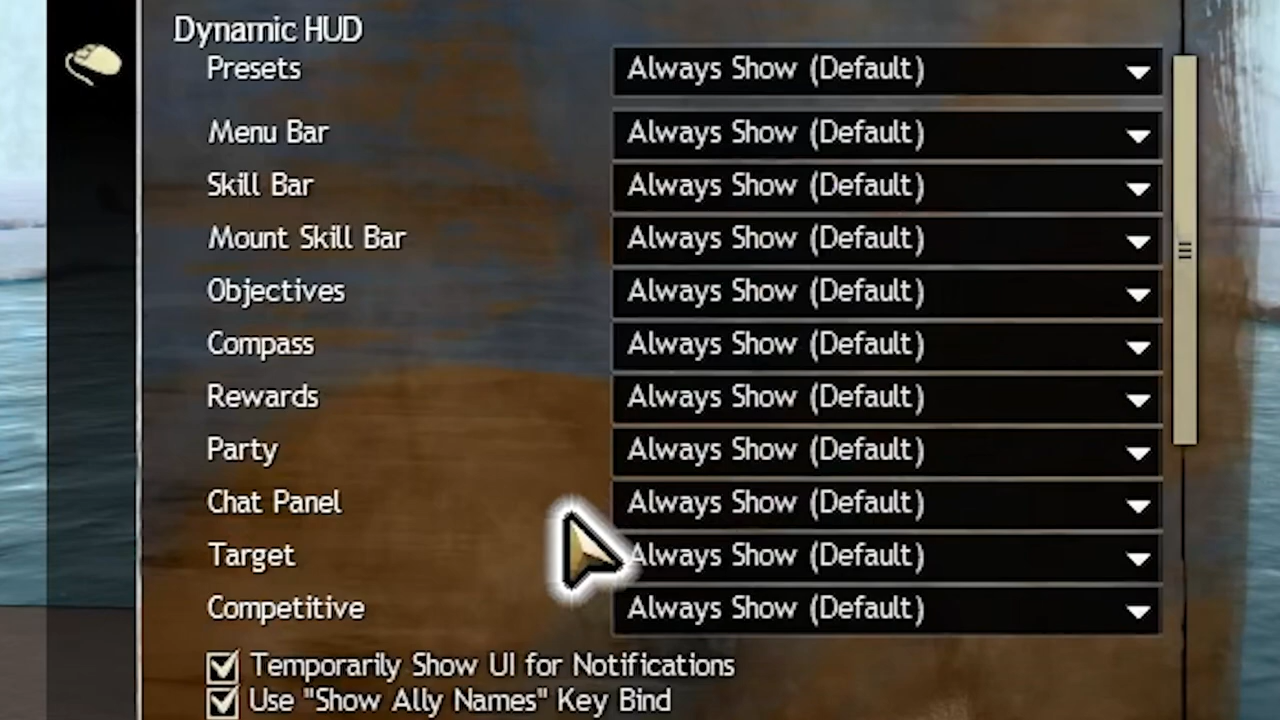 Dynamic HUD
Presets Always Show (Default)
Menu Bar Always Show (Default)
Skill Bar Always Show (Default)
Mount Skill Bar Always Show (Default)
Objectives Always Show (Default)
Compass Always Show (Default)
Rewards Always Show (Default)
Party Always Show (Default)
Chat Panel Always Show (Default)
Target Always Show (Default)
Competitive Always Show (Default)
Temporarily Show UI for Notifications
Use "Show Ally Names" Key Bind